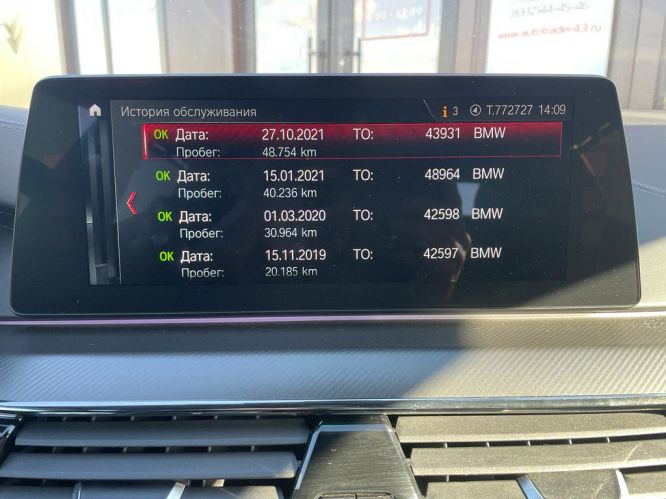 История обслуживания i 3 T.772727 14:09
OK Дата: 27.10.2021 ТО: 43931 BMW
Пробег: 48.754 km
OK Дата: 15.01.2021 ТО: 48964 BMW
Пробег: 40.236 km
OK Дата: 01.03.2020 ТО: 42598 BMW
Пробег: 30.964 km
OK Дата: 15.11.2019 ТО: 42597 BMW
Пробег: 20.185 km